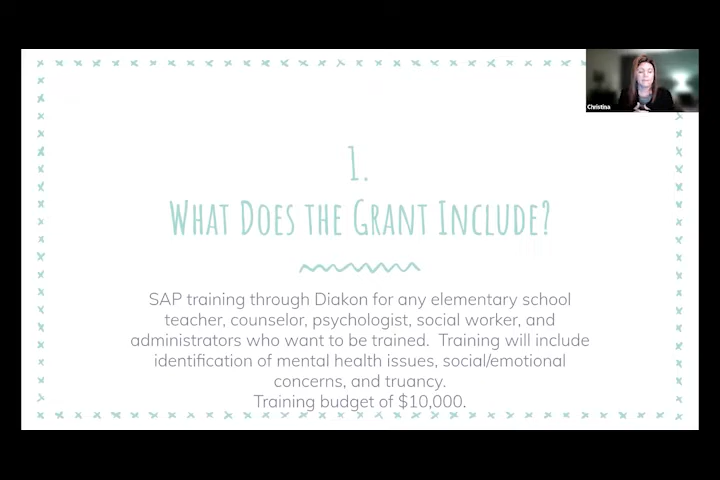 Christina
1.
What Does the Grant Include?
SAP training through Diakon for any elementary school
teacher, counselor, psychologist, social worker, and
administrators who want to be trained.  Training will include
identification of mental health issues, social/emotional
concerns, and truancy.
Training budget of $10,000.